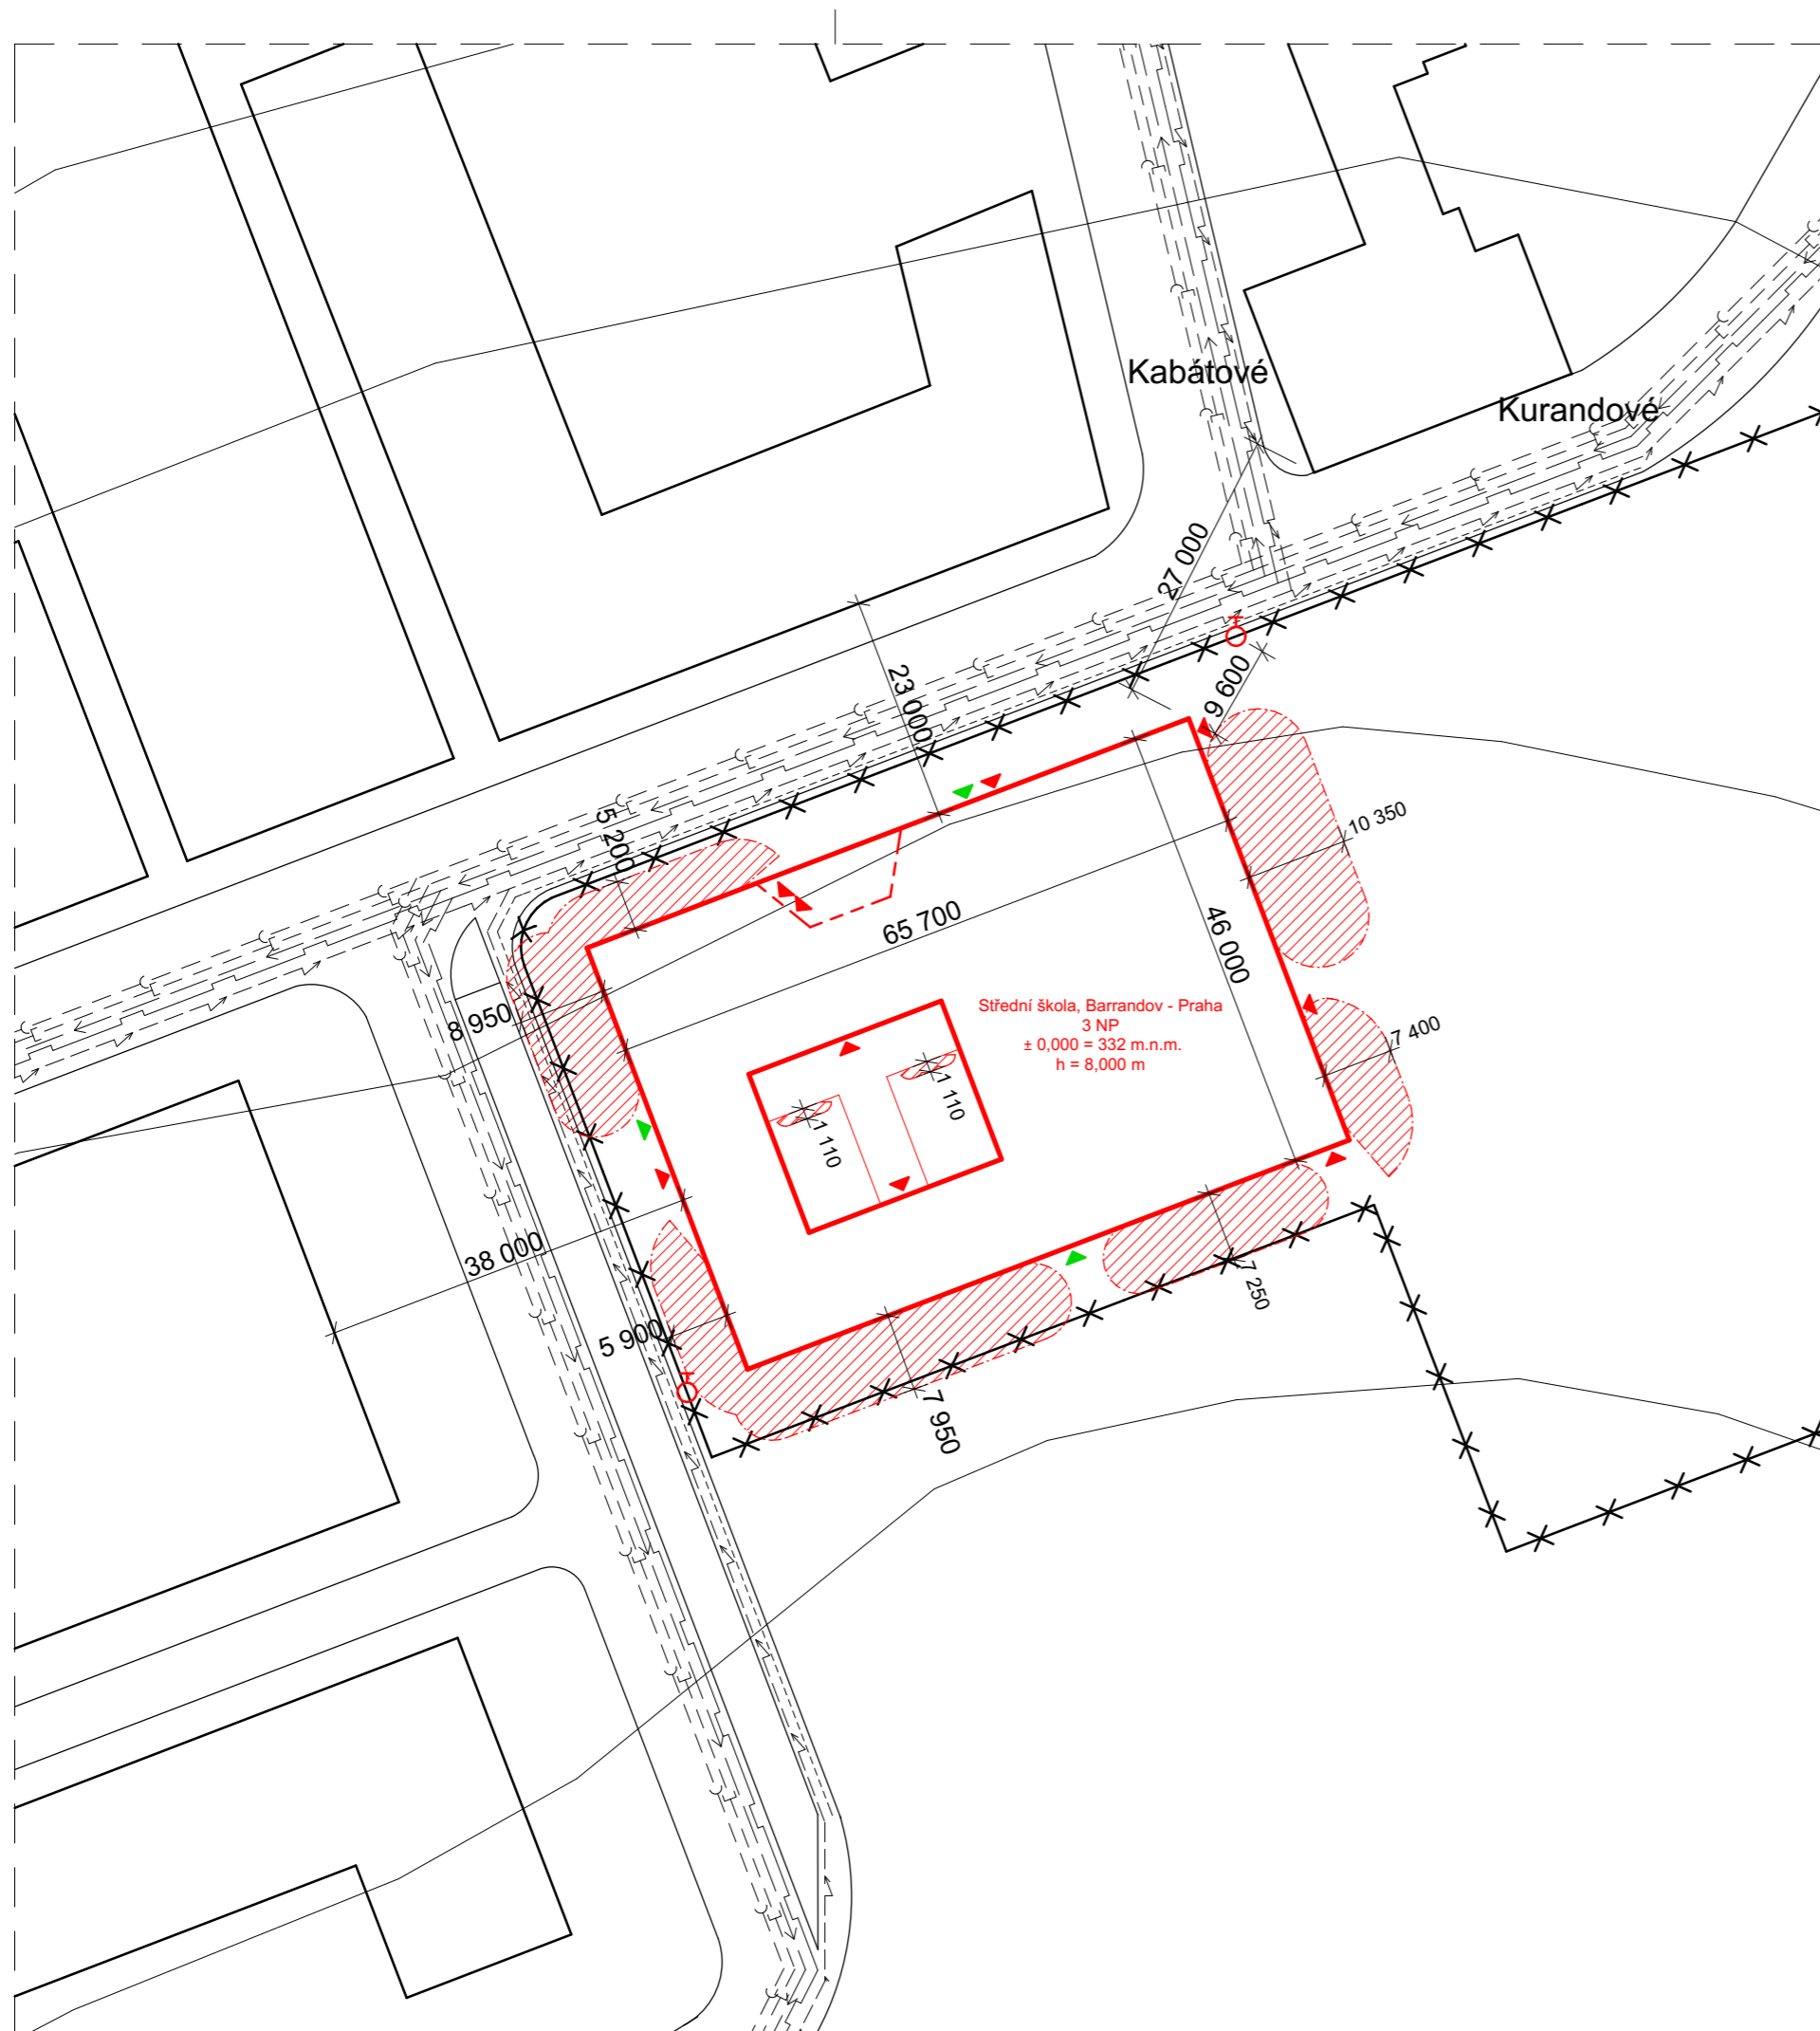 Kabátové
Kurandové
27 000
23 000
9 600
5 200
10 350
65 700
46 000
Střední škola, Barrandov - Praha
3 NP
± 0,000 = 332 m.n.m.
h = 8,000 m
8 950
7 400
1 110
1 110
38 000
7 250
5 900
7 950